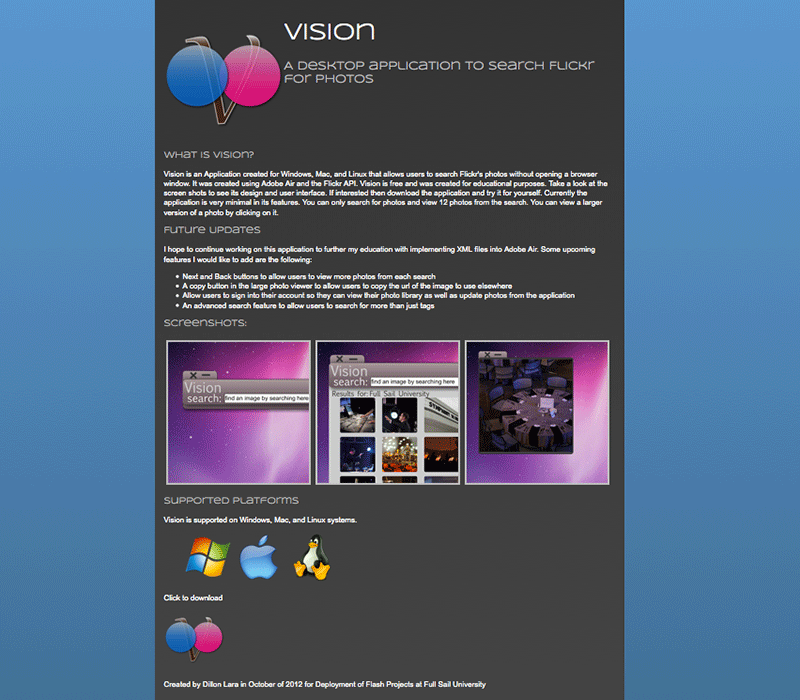 Vision
A Desktop Application to Search Flickr
for Photos
What is Vision?
Vision is an Application created for Windows, Mac, and Linux that allows users to search Flickr's photos without opening a browser
window. It was created using Adobe Air and the Flickr API. Vision is free and was created for educational purposes. Take a look at the
screen shots to see its design and user interface. If interested then download the application and try it for yourself. Currently the
application is very minimal in its features. You can only search for photos and view 12 photos from the search. You can view a larger
version of a photo by clicking on it.
Future Updates
I hope to continue working on this application to further my education with implementing XML files into Adobe Air. Some upcoming
features I would like to add are the following:
• Next and Back buttons to allow users to view more photos from each search
• A copy button in the large photo viewer to allow users to copy the url of the image to use elsewhere
• Allow users to sign into their account so they can view their photo library as well as update photos from the application
• An advanced search feature to allow users to search for more than just tags
Screenshots:
Vision
search: find an image by searching here
Vision
search: find an image by searching here
Results for: Full Sail University
Supported Platforms
Vision is supported on Windows, Mac, and Linux systems.
Click to download
Created by Dillon Lara in October of 2012 for Deployment of Flash Projects at Full Sail University